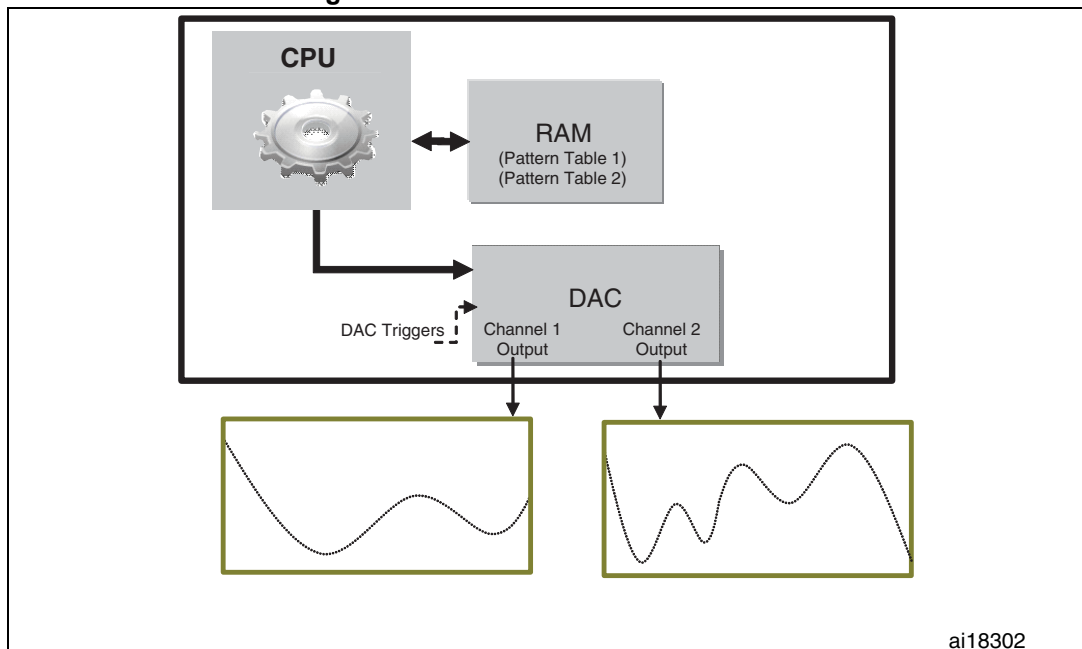 CPU
RAM
(Pattern Table 1)
(Pattern Table 2)
DAC
DAC Triggers
Channel 1
Output
Channel 2
Output
ai18302